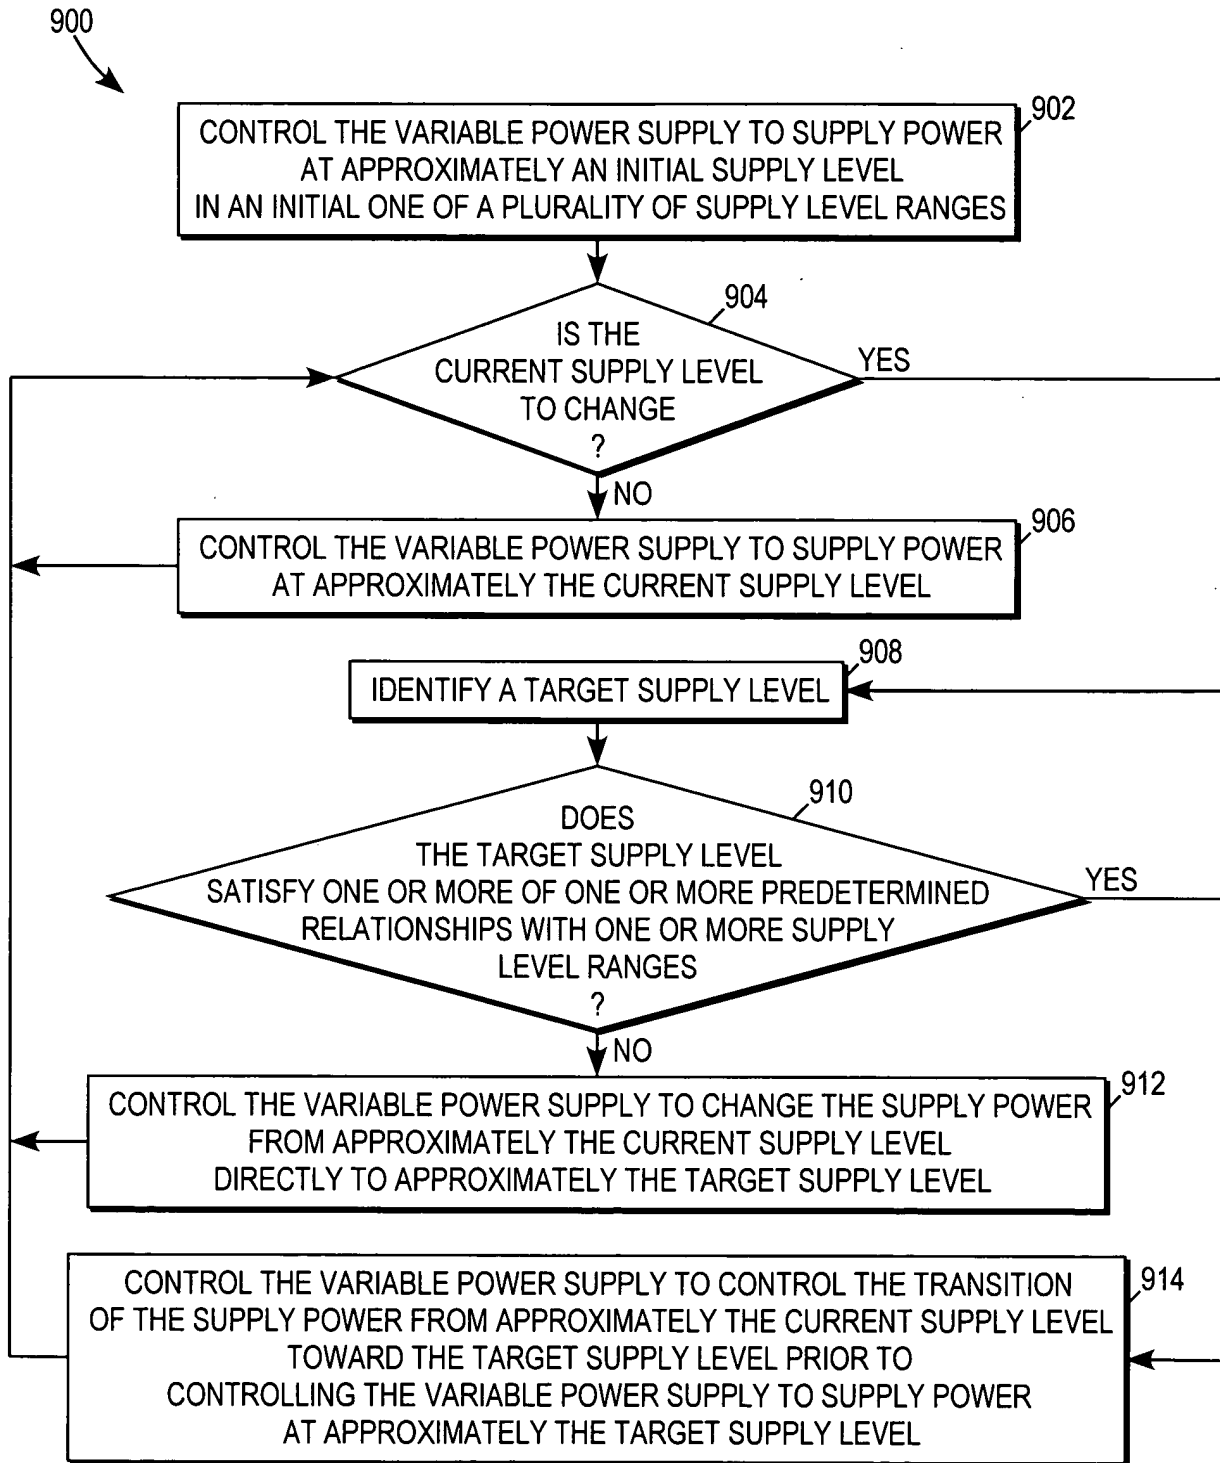 900
902
CONTROL THE VARIABLE POWER SUPPLY TO SUPPLY POWER
AT APPROXIMATELY AN INITIAL SUPPLY LEVEL
IN AN INITIAL ONE OF A PLURALITY OF SUPPLY LEVEL RANGES
904
IS THE
CURRENT SUPPLY LEVEL
TO CHANGE
?
YES
NO
906
CONTROL THE VARIABLE POWER SUPPLY TO SUPPLY POWER
AT APPROXIMATELY THE CURRENT SUPPLY LEVEL
908
IDENTIFY A TARGET SUPPLY LEVEL
910
DOES
THE TARGET SUPPLY LEVEL
SATISFY ONE OR MORE OF ONE OR MORE PREDETERMINED
RELATIONSHIPS WITH ONE OR MORE SUPPLY
LEVEL RANGES
?
YES
NO
912
CONTROL THE VARIABLE POWER SUPPLY TO CHANGE THE SUPPLY POWER
FROM APPROXIMATELY THE CURRENT SUPPLY LEVEL
DIRECTLY TO APPROXIMATELY THE TARGET SUPPLY LEVEL
914
CONTROL THE VARIABLE POWER SUPPLY TO CONTROL THE TRANSITION
OF THE SUPPLY POWER FROM APPROXIMATELY THE CURRENT SUPPLY LEVEL
TOWARD THE TARGET SUPPLY LEVEL PRIOR TO
CONTROLLING THE VARIABLE POWER SUPPLY TO SUPPLY POWER
AT APPROXIMATELY THE TARGET SUPPLY LEVEL